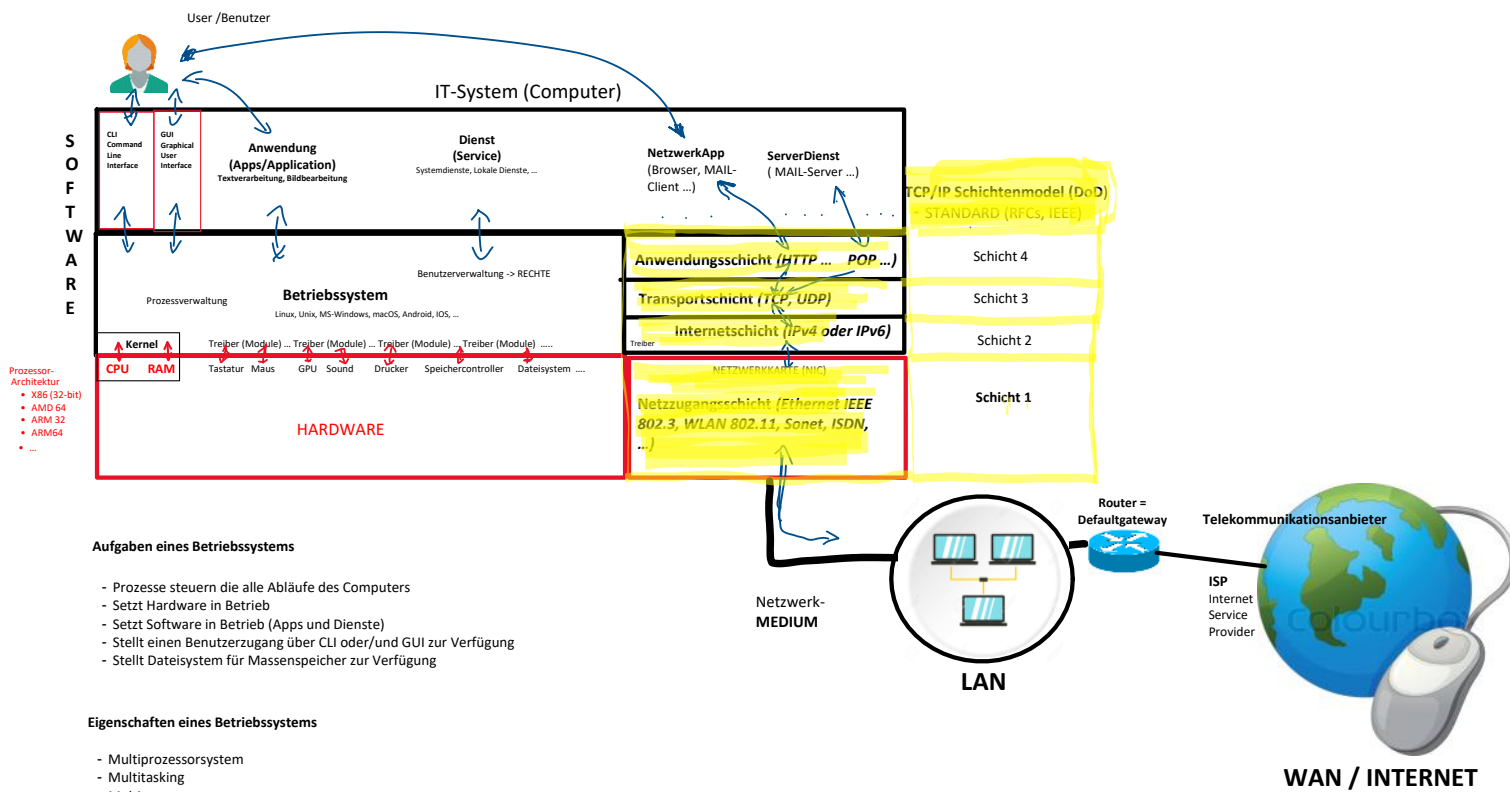 User /Benutzer
IT-System (Computer)
SOFTWARE
CLI
Command
Line
Interface
GUI
Graphical
User
Interface
Anwendung
(Apps/Application)
Textverarbeitung, Bildbearbeitung
Dienst
(Service)
Systemdienste, Lokale Dienste, ...
NetzwerkApp
(Browser, MAIL-
Client ...)
ServerDienst
( MAIL-Server ...)
. . . . . . .
TCP/IP Schichtenmodel (DoD)
- STANDARD (RFCs, IEEE)
Benutzerverwaltung -> RECHTE
Prozessverwaltung
Betriebssystem
Linux, Unix, MS-Windows, macOS, Android, IOS, ...
Anwendungsschicht (HTTP ... POP ...)
Schicht 4
Transportschicht (TCP, UDP)
Schicht 3
Internetschicht (IPv4 oder IPv6)
Treiber
Schicht 2
Kernel
Treiber (Module) ... Treiber (Module) ... Treiber (Module) ... Treiber (Module) .....
CPU RAM
Tastatur Maus GPU Sound Drucker Speichercontroller Dateisystem ....
NETZWERKKARTE (NIC)
Netzzugangsschicht (Ethernet IEEE
802.3, WLAN 802.11, Sonet, ISDN,
...)
Schicht 1
Prozessor-
Architektur
• X86 (32-bit)
• AMD 64
• ARM 32
• ARM64
• ...
HARDWARE
Router =
Defaultgateway
Telekommunikationsanbieter
ISP
Internet
Service
Provider
colourbox
Netzwerk-
MEDIUM
LAN
WAN / INTERNET
Aufgaben eines Betriebssystems
- Prozesse steuern die alle Abläufe des Computers
- Setzt Hardware in Betrieb
- Setzt Software in Betrieb (Apps und Dienste)
- Stellt einen Benutzerzugang über CLI oder/und GUI zur Verfügung
- Stellt Dateisystem für Massenspeicher zur Verfügung
Eigenschaften eines Betriebssystems
- Multiprozessorsystem
- Multitasking